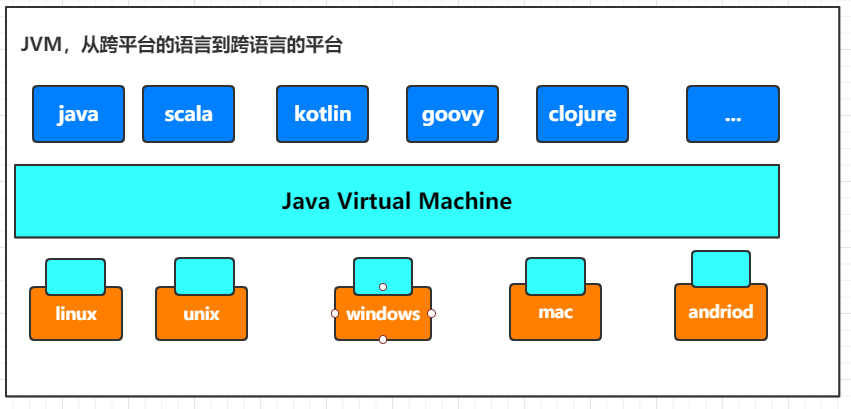 JVM，从跨平台的语言到跨语言的平台
java scala kotlin goovy clojure ...
Java Virtual Machine
linux unix windows mac andriod